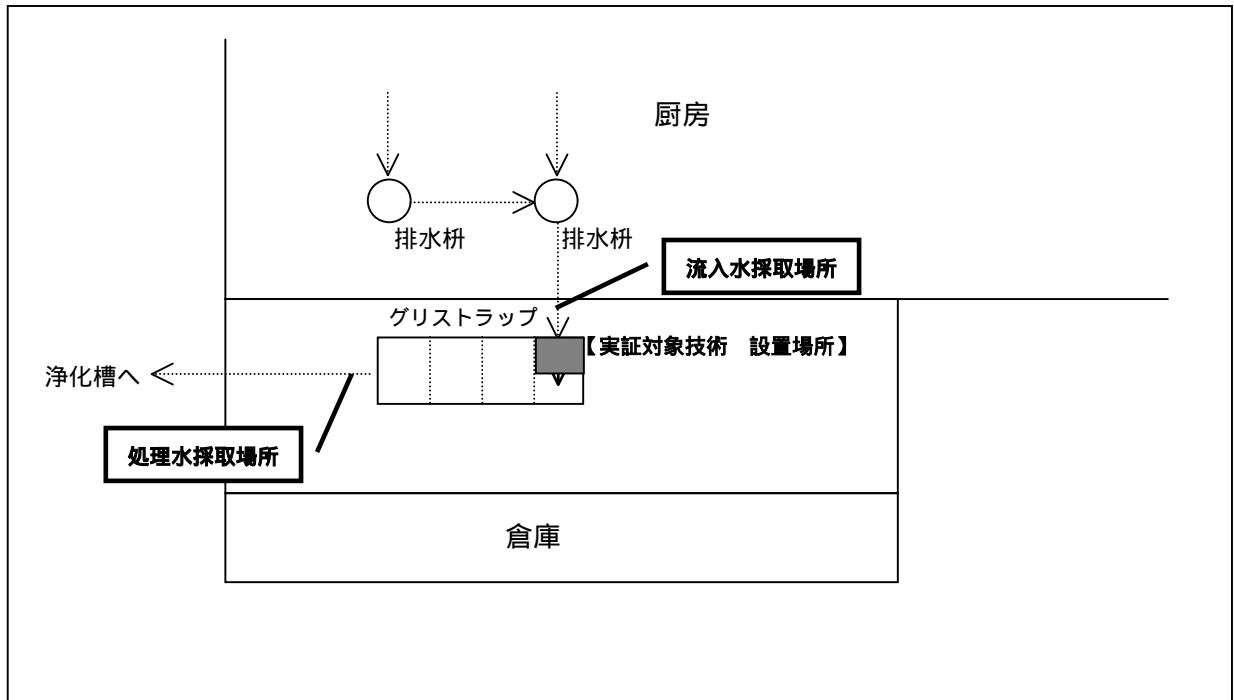 厨房
排水枡
排水枡
流入水採取場所
グリストラップ
【実証対象技術　設置場所】
浄化槽へ
処理水採取場所
倉庫